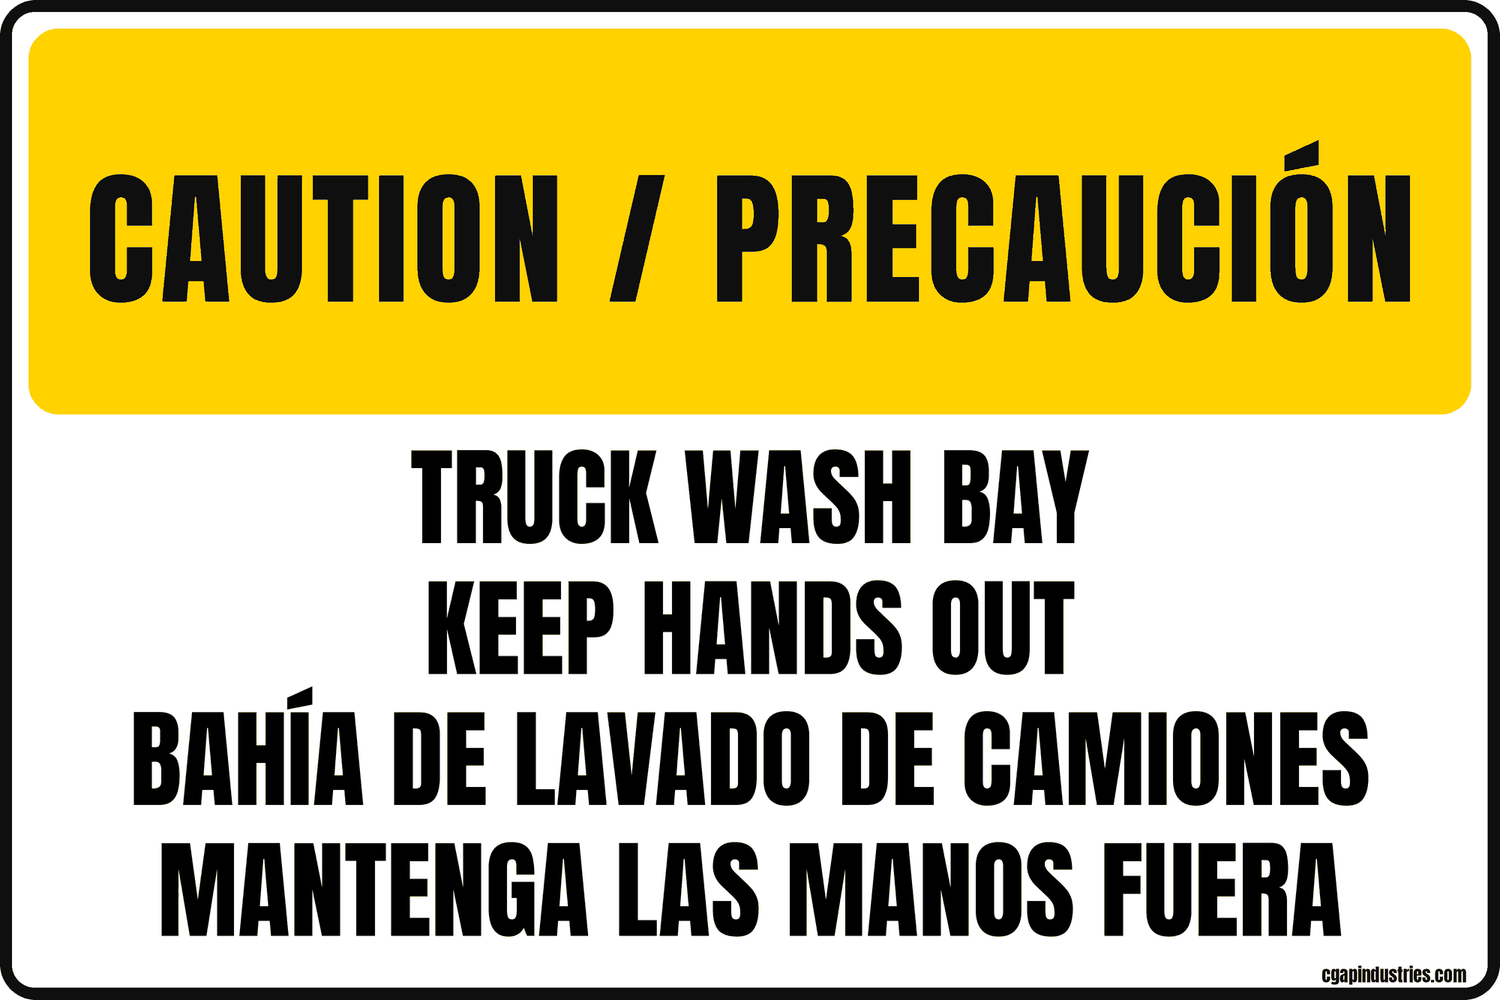 CAUTION / PRECAUCIÓN
TRUCK WASH BAY
KEEP HANDS OUT
BAHÍA DE LAVADO DE CAMIONES
MANTENGA LAS MANOS FUERA
cgapindustries.com